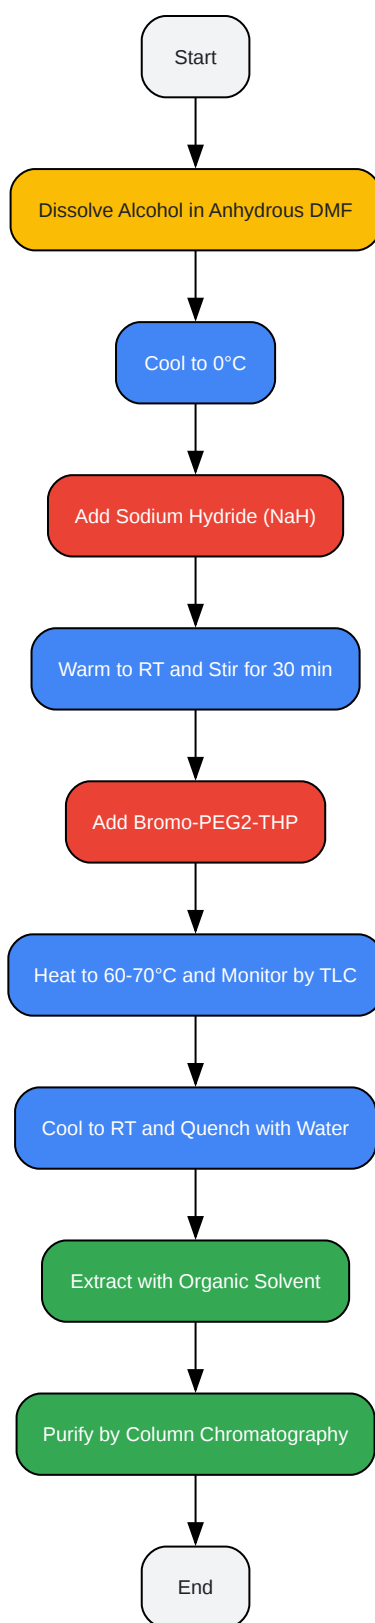 Start
Dissolve Alcohol in Anhydrous DMF
Cool to 0°C
Add Sodium Hydride (NaH)
Warm to RT and Stir for 30 min
Add Bromo-PEG2-THP
Heat to 60-70°C and Monitor by TLC
Cool to RT and Quench with Water
Extract with Organic Solvent
Purify by Column Chromatography
End